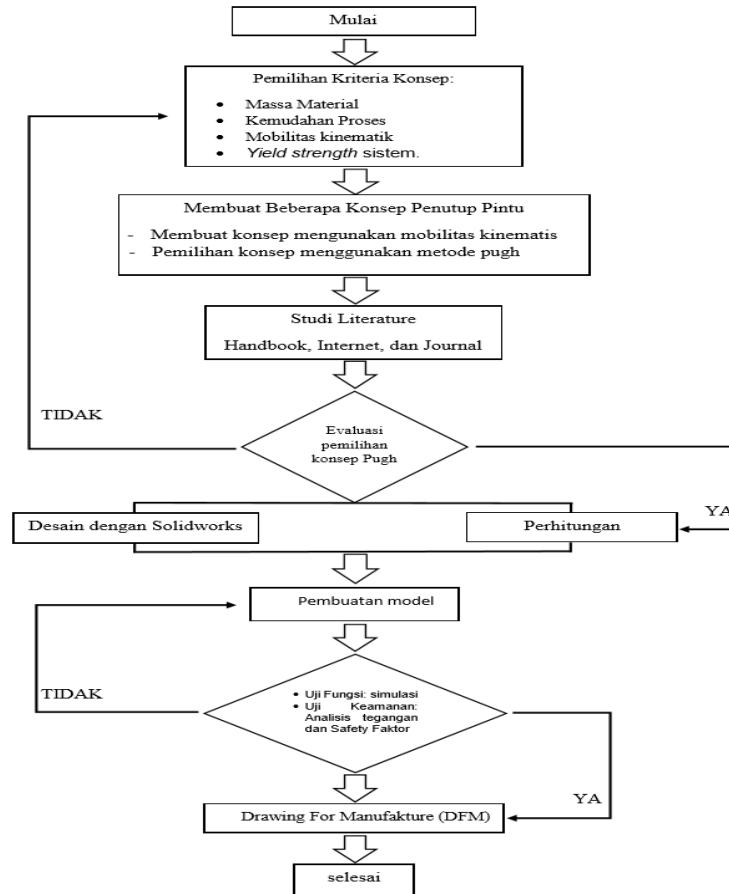 Mulai
Pemilihan Kriteria Konsep:
• Massa Material
• Kemudahan Proses
• Mobilitas kinematik
• Yield strength sistem.
Membuat Beberapa Konsep Penutup Pintu
- Membuat konsep mengunakan mobilitas kinematis
- Pemilihan konsep menggunakan metode pugh
Studi Literature
Handbook, Internet, dan Journal
TIDAK
Evaluasi
pemilihan
konsep Pugh
YA
Desain dengan Solidworks
Perhitungan
Pembuatan model
TIDAK
• Uji Fungsi: simulasi
• Uji Keamanan:
Analisis tegangan
dan Safety Faktor
YA
Drawing For Manufakture (DFM)
selesai